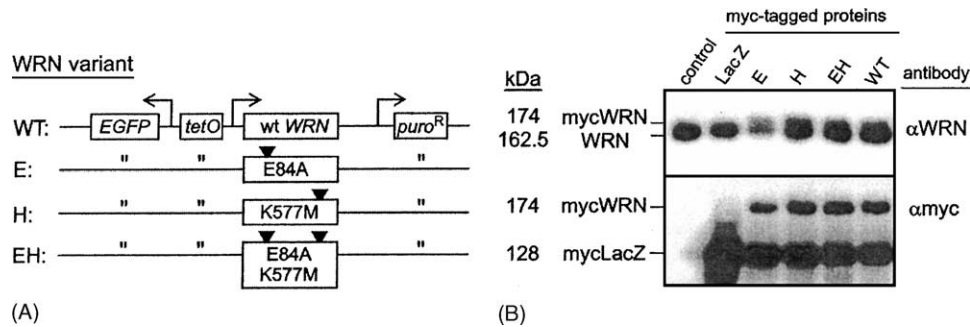 WRN variant
WT: EGFP tetO wt WRN puroR
E: " " E84A "
H: " " K577M "
EH: " " E84A "
K577M
(A)
B
myc-tagged proteins
kDa control LacZ E H EH WT antibody
174 mycWRN
162.5 WRN αWRN
174 mycWRN αmyc
128 mycLacZ
(B)